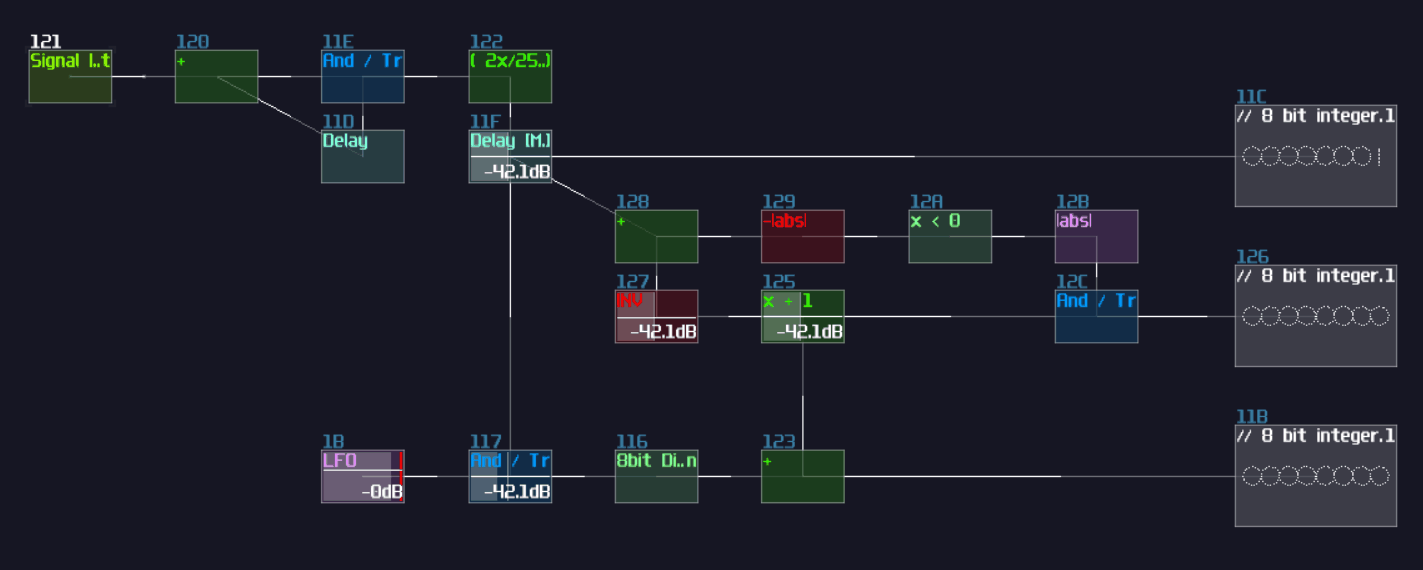 121
Signal I..t
120
+
11E
And / Tr
122
( 2x/25..)
11D
Delay
11F
Delay [M.]
-42.1dB
11C
// 8 bit integer.1
128
+
129
-|abs|
12A
x < 0
12B
|abs|
127
INV
-42.1dB
125
x ÷ 1
-42.1dB
12C
And / Tr
126
// 8 bit integer.1
1B
LFO
-0dB
117
And / Tr
-42.1dB
116
8bit Di..n
123
+
11B
// 8 bit integer.1